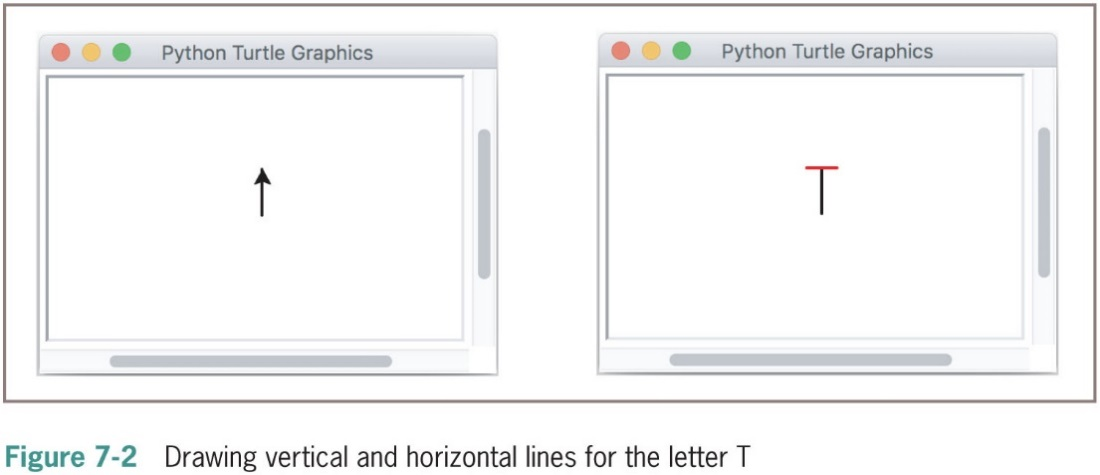 Python Turtle Graphics
Python Turtle Graphics
Figure 7-2 Drawing vertical and horizontal lines for the letter T